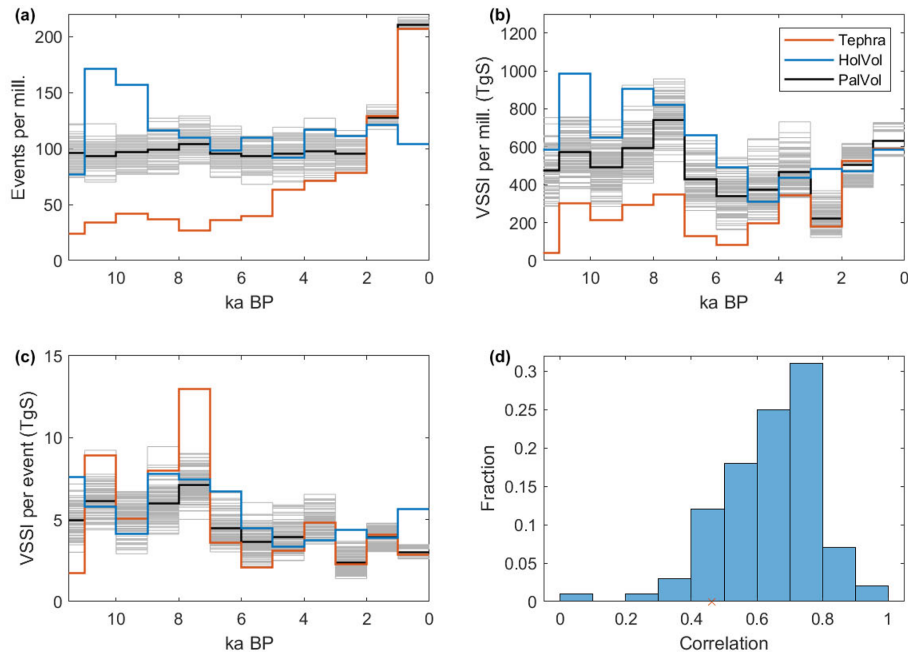 (a)
Events per mill.
200
150
100
50
0
10 8 6 4 2 0
ka BP
(b)
VSSI per mill. (TgS)
1200
1000
800
600
400
200
0
Tephra
HolVol
PalVol
10 8 6 4 2 0
ka BP
(c)
VSSI per event (TgS)
15
10
5
0
10 8 6 4 2 0
ka BP
(d)
Fraction
0.3
0.25
0.2
0.15
0.1
0.05
0
0 0.2 0.4 0.6 0.8 1
Correlation